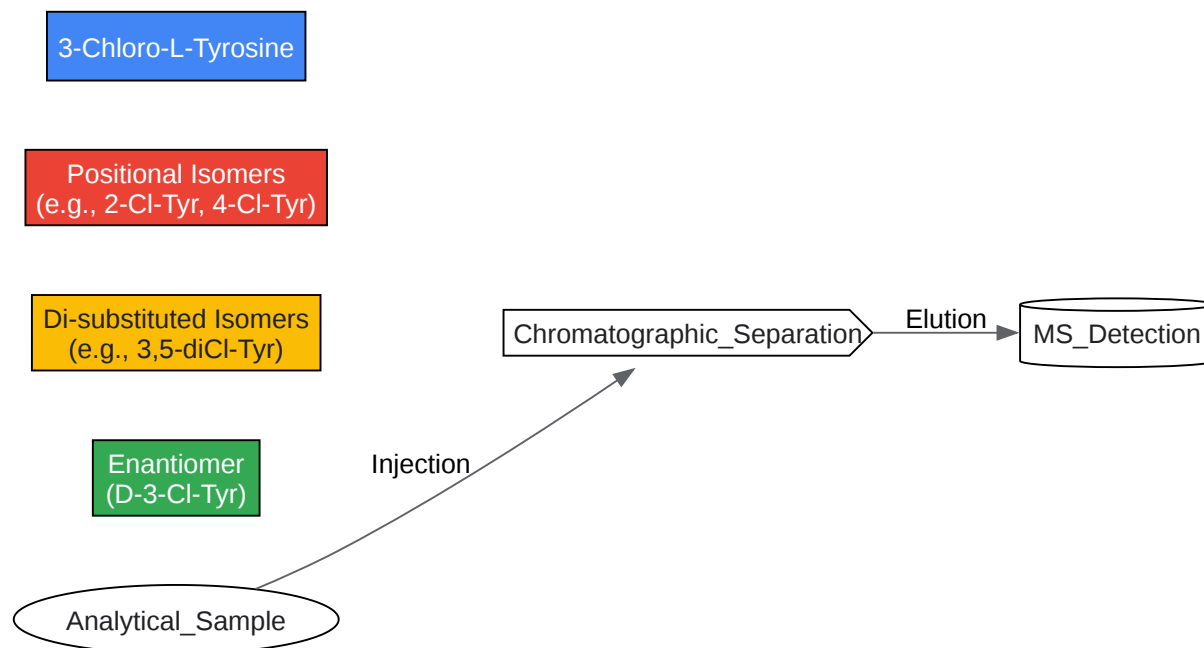 3-Chloro-L-Tyrosine
Positional Isomers
(e.g., 2-Cl-Tyr, 4-Cl-Tyr)
Di-substituted Isomers
(e.g., 3,5-diCl-Tyr)
Chromatographic_Separation
Elution
MS_Detection
Enantiomer
(D-3-Cl-Tyr)
Injection
Analytical_Sample